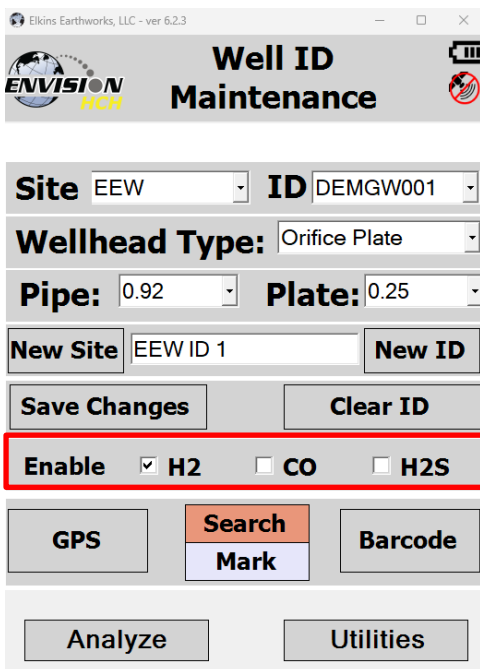 Elkins Earthworks, LLC - ver 6.2.3
ENVISION
HCH
Well ID
Maintenance
Site EEW ID DEMGW001
Wellhead Type: Orifice Plate
Pipe: 0.92 Plate: 0.25
New Site EEW ID 1 New ID
Save Changes Clear ID
Enable H2 CO H2S
GPS Search Barcode
Mark
Analyze Utilities